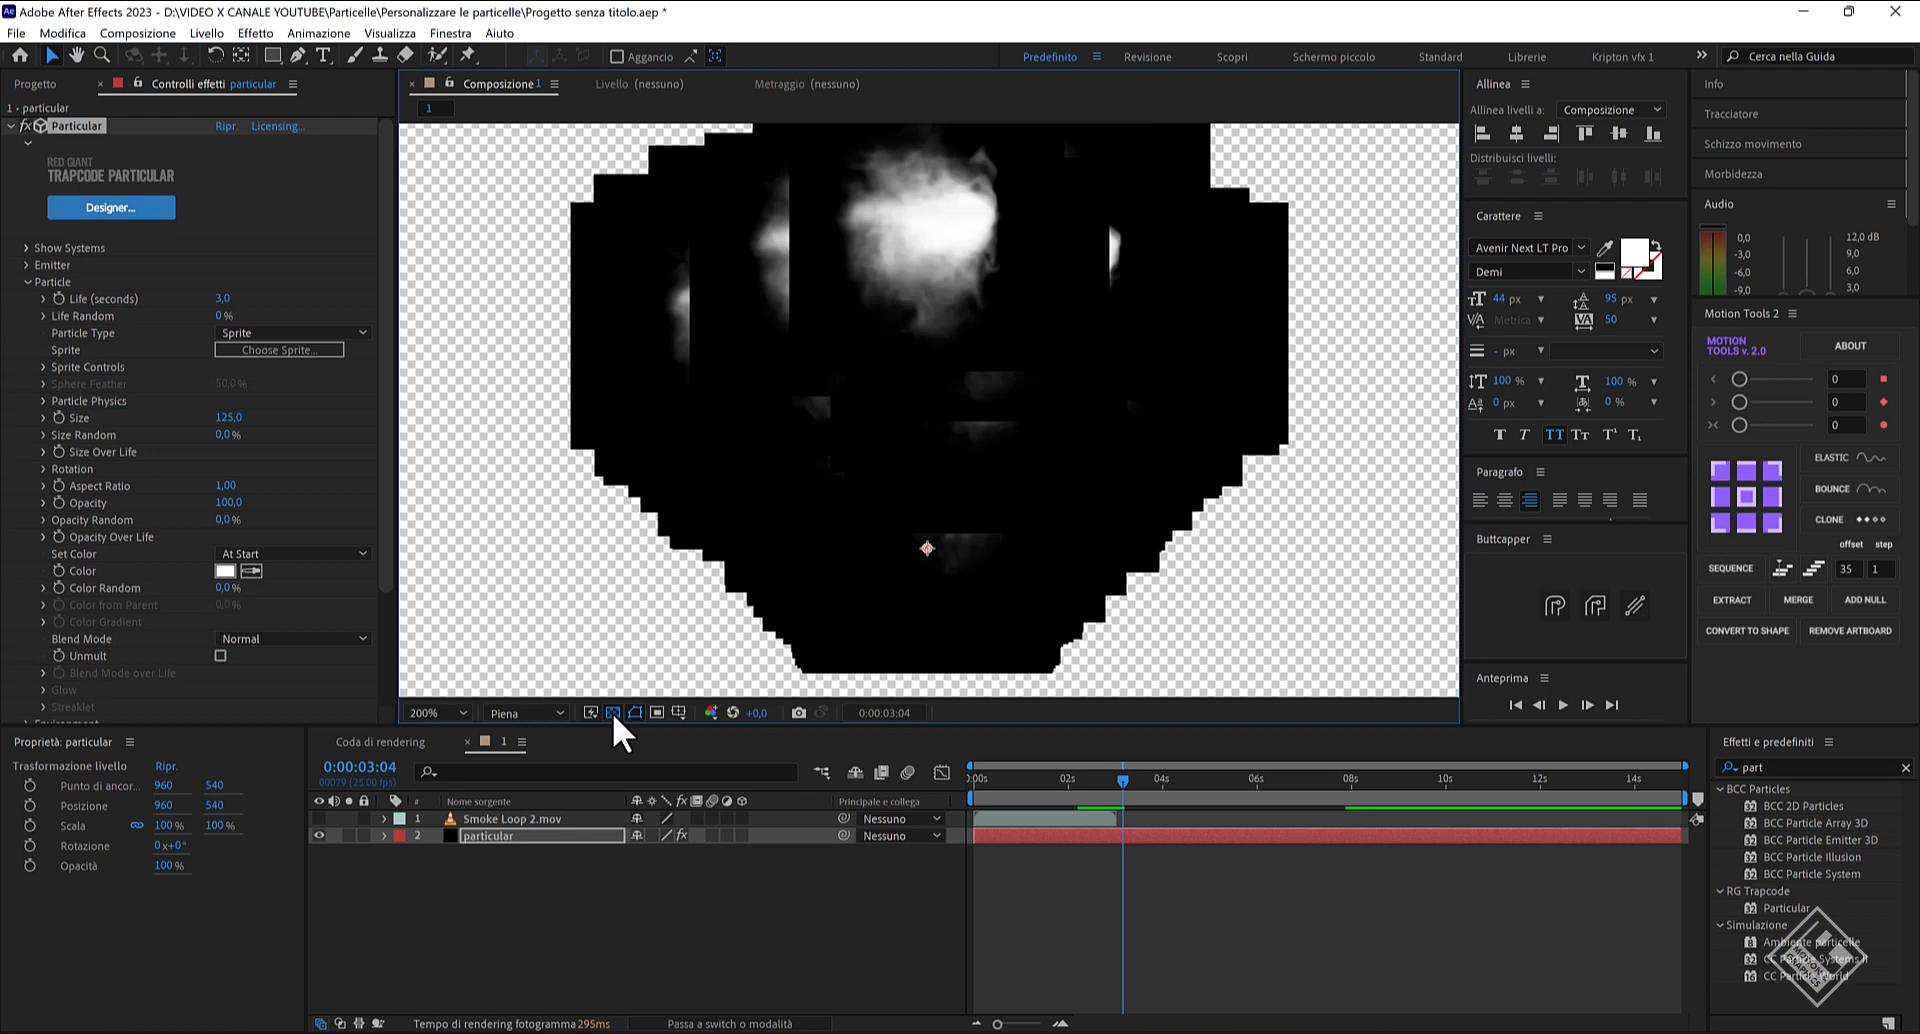 Adobe After Effects 2023 - D:\VIDEO X CANALE YOUTUBE\Particelle\Personalizzare le particelle\Progetto senza titolo.aep *
File Modifica Composizione Livello Effetto Animazione Visualizza Finestra Aiuto
Aggancio
Predefinito Revisione Scopri Schermo piccolo Standard Librerie Kripton vfx 1 Cerca nella Guida
Progetto
Controlli effetti particular
1 • particular
fx Particular Ripr. Licensing...
RED GIANT
TRAPCODE PARTICULAR
Designer...
Show Systems
Emitter
Particle
Life (seconds) 3,0
Life Random 0 %
Particle Type Sprite
Sprite Choose Sprite...
Sprite Controls
Sphere Feather 50,0 %
Particle Physics
Size 125,0
Size Random 0,0 %
Size Over Life
Rotation
Aspect Ratio 1,00
Opacity 100,0
Opacity Random 0,0 %
Opacity Over Life
Set Color At Start
Color
Color Random 0,0 %
Color from Parent 0,0 %
Color Gradient
Blend Mode Normal
Unmult
Blend Mode over Life
Glow
Streaklet
Environment
Composizione 1
Livello (nessuno)
Metraggio (nessuno)
1
200% Piena +0,0 0:00:03:04
Allinea
Allinea livelli a: Composizione
Distribuisci livelli:
Carattere
Avenir Next LT Pro
Demi
44 px 95 px
Metrica 50
- px
100 % 100 %
0 px 0 %
T T TT Tt T¹ T₁
Paragrafo
Buttcapper
Anteprima
Info
Tracciatore
Schizzo movimento
Morbidezza
Audio
0,0 12,0 dB
-3,0 9,0
-6,0 6,0
-9,0 3,0
Motion Tools 2
MOTION
TOOLS v. 2.0
ABOUT
0
0
0
ELASTIC
BOUNCE
CLONE
offset step
SEQUENCE 35 1
EXTRACT MERGE ADD NULL
CONVERT TO SHAPE REMOVE ARTBOARD
Proprietà: particular
Trasformazione livello Ripr.
Punto di ancor... 960 540
Posizione 960 540
Scala 100 % 100 %
Rotazione 0 x+0°
Opacità 100 %
Coda di rendering
1
0:00:03:04
00079 (25.00 fps)
# Nome sorgente
Principale e collega
1 Smoke Loop 2.mov Nessuno
2 particular fx Nessuno
0:00s 02s 04s 06s 08s 10s 12s 14s
Tempo di rendering fotogramma 295ms Passa a switch o modalità
Effetti e predefiniti
part
BCC Particles
BCC 2D Particles
BCC Particle Array 3D
BCC Particle Emitter 3D
BCC Particle Illusion
BCC Particle System
RG Trapcode
Particular
Simulazione
Ambiente particelle
CC Particle Systems II
CC Particle World